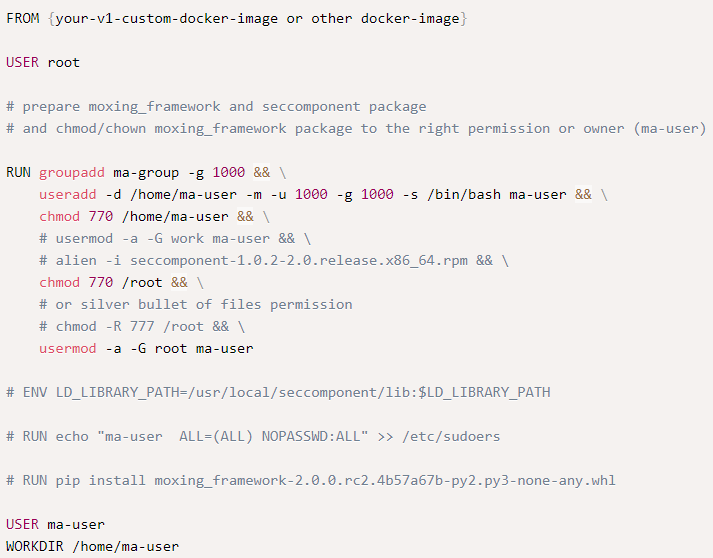 FROM {your-v1-custom-docker-image or other docker-image}
USER root
# prepare moxing_framework and seccomponent package
# and chmod/chown moxing_framework package to the right permission or owner (ma-user)
RUN groupadd ma-group -g 1000 && \
    useradd -d /home/ma-user -m -u 1000 -g 1000 -s /bin/bash ma-user && \
    chmod 770 /home/ma-user && \
    # usermod -a -G work ma-user && \
    # alien -i seccomponent-1.0.2-2.0.release.x86_64.rpm && \
    chmod 770 /root && \
    # or silver bullet of files permission
    # chmod -R 777 /root && \
    usermod -a -G root ma-user
# ENV LD_LIBRARY_PATH=/usr/local/seccomponent/lib:$LD_LIBRARY_PATH
# RUN echo "ma-user  ALL=(ALL) NOPASSWD:ALL" >> /etc/sudoers
# RUN pip install moxing_framework-2.0.0.rc2.4b57a67b-py2.py3-none-any.whl
USER ma-user
WORKDIR /home/ma-user